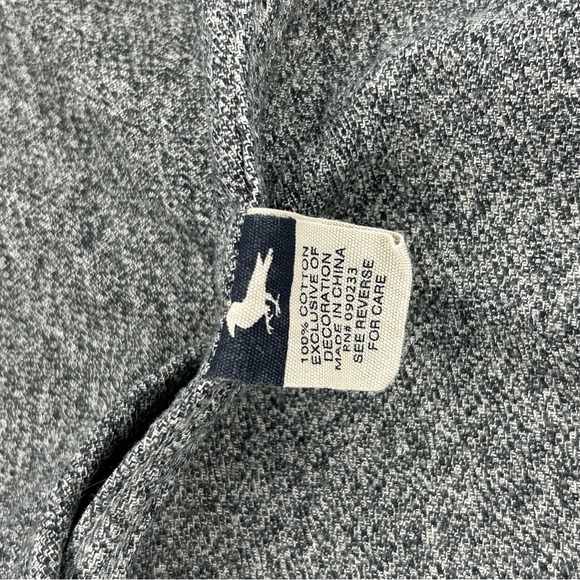 100% COTTON
EXCLUSIVE OF
DECORATION
MADE IN CHINA
RN# 090233
SEE REVERSE
FOR CARE